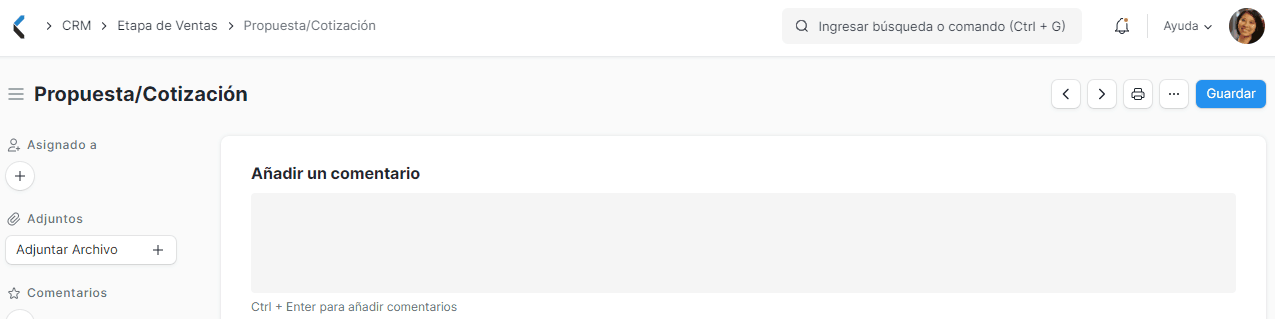 CRM Etapa de Ventas Propuesta/Cotización
Ingresar búsqueda o comando (Ctrl + G)
Ayuda
Propuesta/Cotización
Guardar
Asignado a
Adjuntos
Adjuntar Archivo
Comentarios
Añadir un comentario
Ctrl + Enter para añadir comentarios